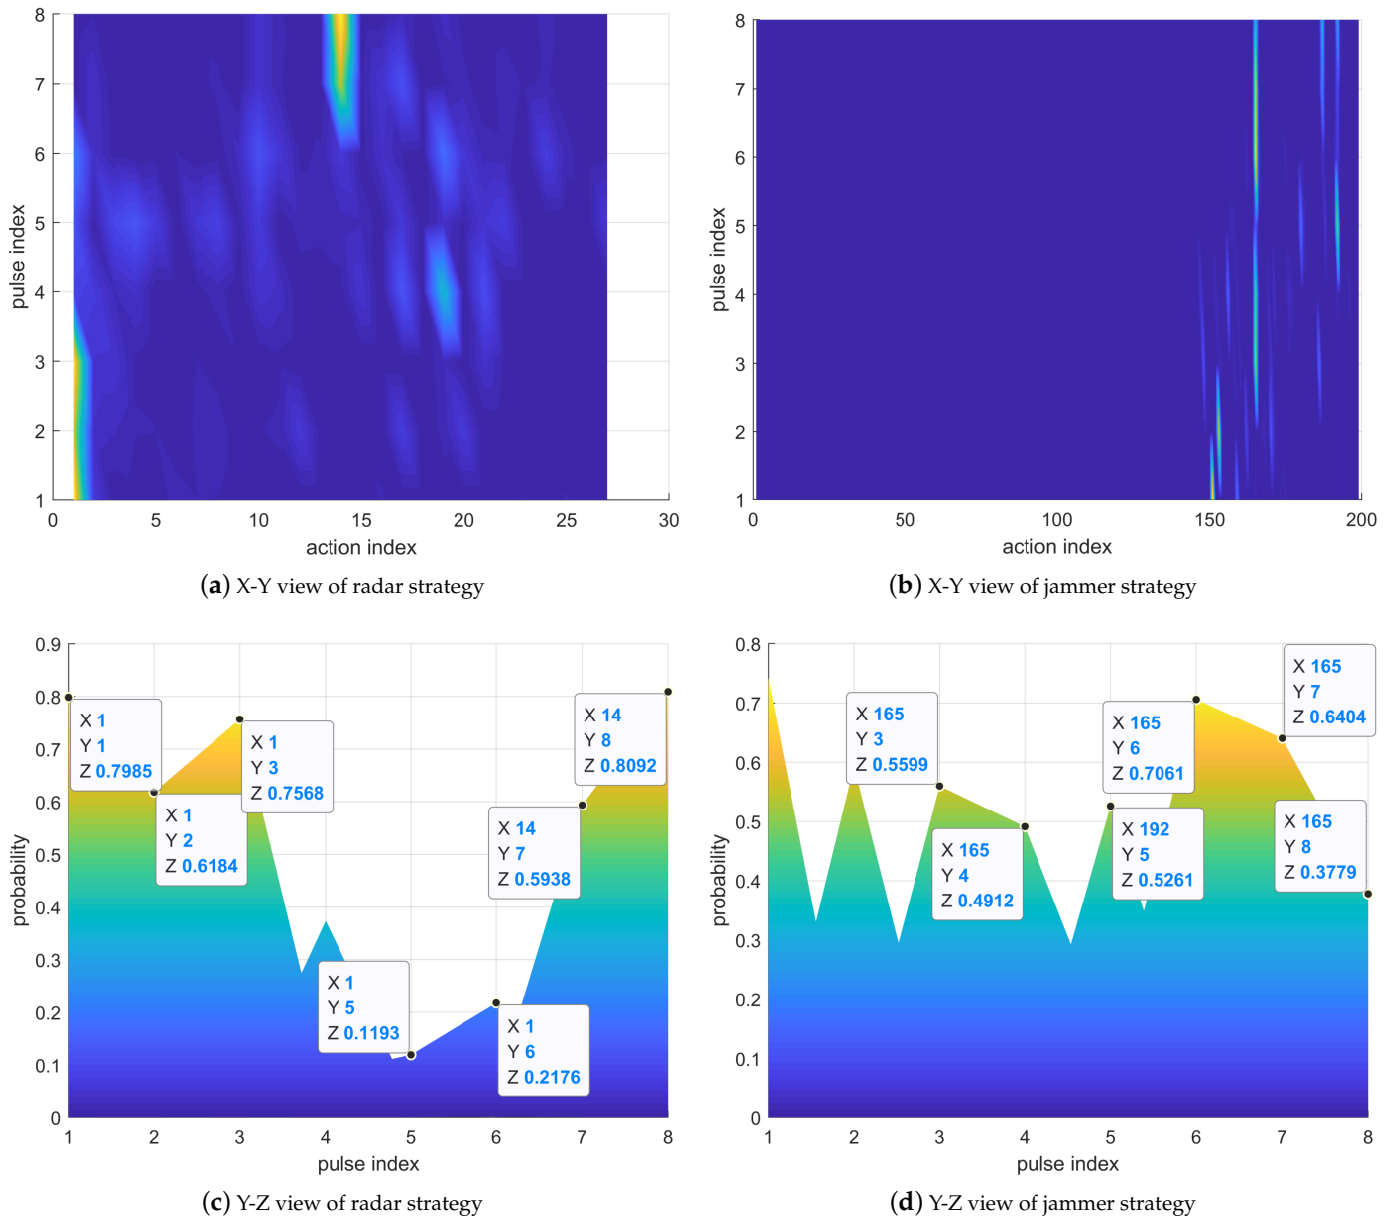 8
7
6
5
4
3
2
1
pulse index
0 5 10 15 20 25 30
action index
(a) X-Y view of radar strategy
8
7
6
5
4
3
2
1
pulse index
0 50 100 150 200
action index
(b) X-Y view of jammer strategy
0.9
0.8
0.7
0.6
0.5
0.4
0.3
0.2
0.1
0
probability
X 1
Y 1
Z 0.7985
X 1
Y 2
Z 0.6184
X 1
Y 3
Z 0.7568
X 1
Y 5
Z 0.1193
X 1
Y 6
Z 0.2176
X 14
Y 7
Z 0.5938
X 14
Y 8
Z 0.8092
1 2 3 4 5 6 7 8
pulse index
(c) Y-Z view of radar strategy
0.8
0.7
0.6
0.5
0.4
0.3
0.2
0.1
0
probability
X 165
Y 3
Z 0.5599
X 165
Y 4
Z 0.4912
X 192
Y 5
Z 0.5261
X 165
Y 6
Z 0.7061
X 165
Y 7
Z 0.6404
X 165
Y 8
Z 0.3779
1 2 3 4 5 6 7 8
pulse index
(d) Y-Z view of jammer strategy